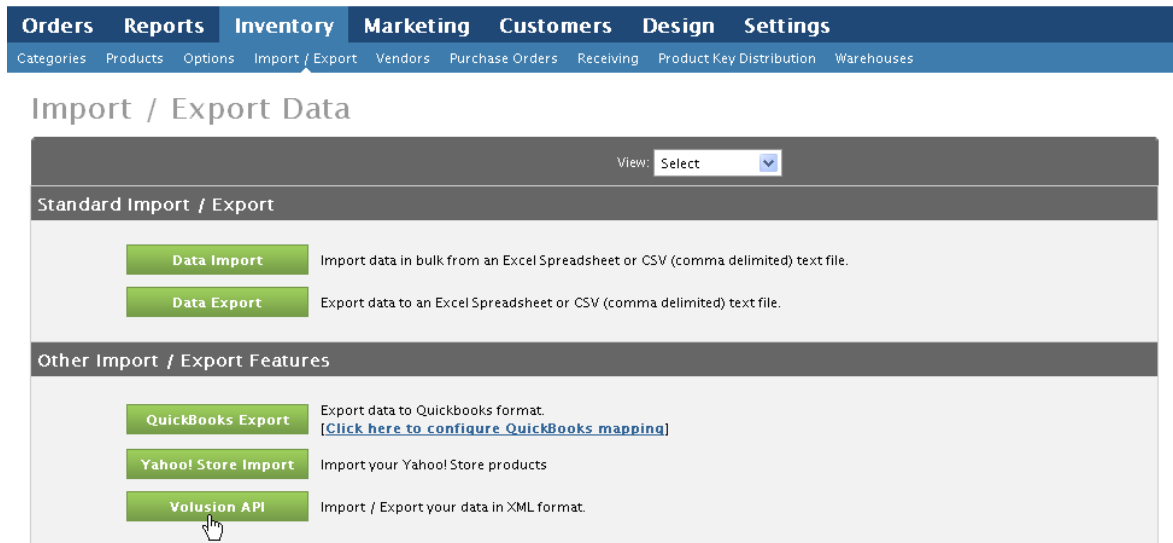 Orders Reports Inventory Marketing Customers Design Settings
Categories Products Options Import / Export Vendors Purchase Orders Receiving Product Key Distribution Warehouses
Import / Export Data
View: Select
Standard Import / Export
Data Import Import data in bulk from an Excel Spreadsheet or CSV (comma delimited) text file.
Data Export Export data to an Excel Spreadsheet or CSV (comma delimited) text file.
Other Import / Export Features
QuickBooks Export Export data to Quickbooks format.
[Click here to configure QuickBooks mapping]
Yahoo! Store Import Import your Yahoo! Store products
Volusion API Import / Export your data in XML format.